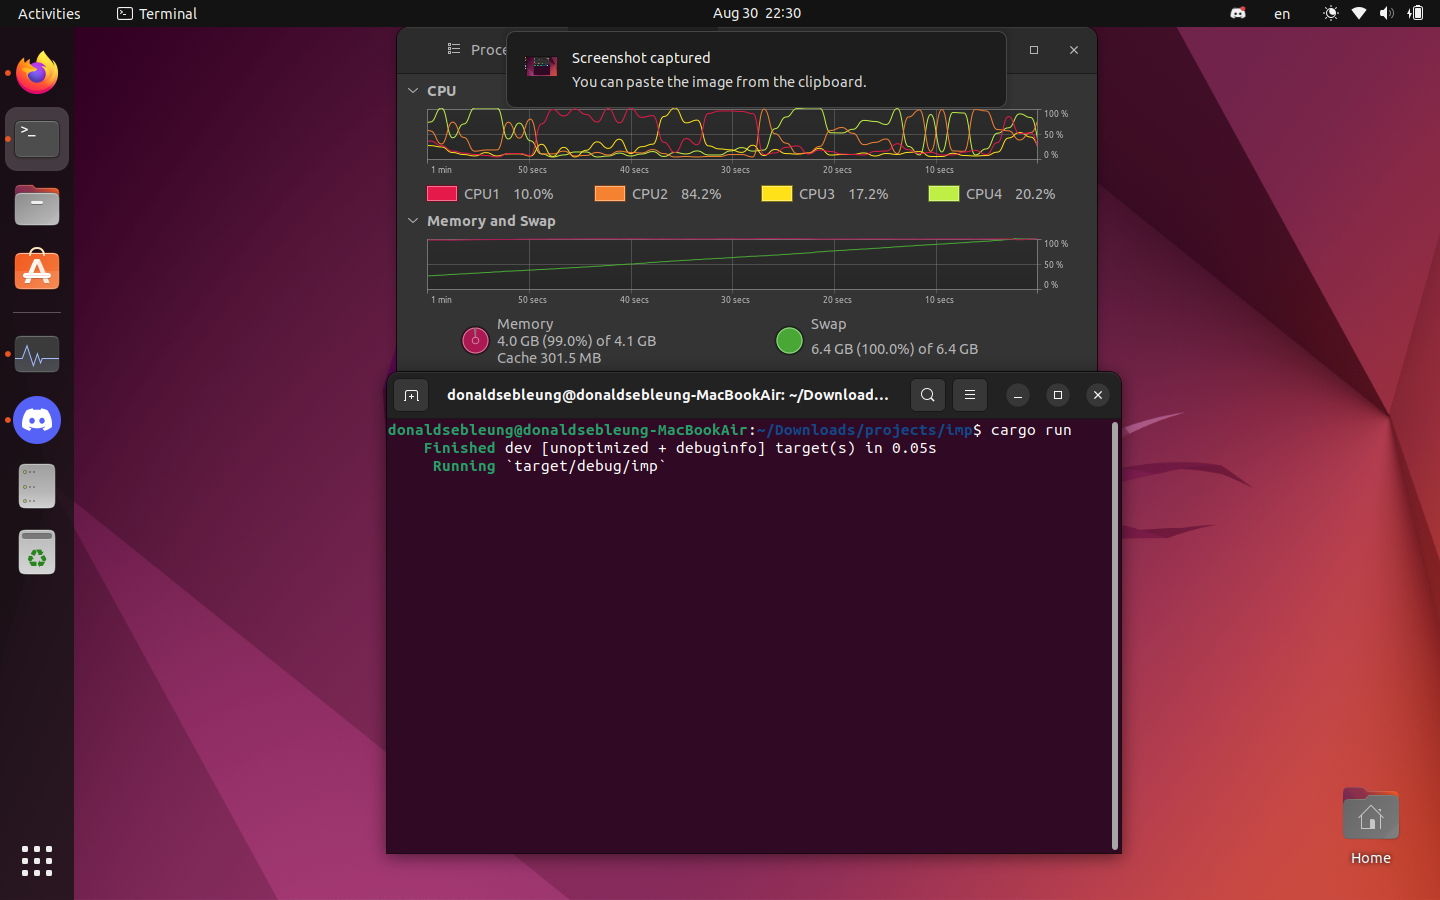 Activities
Terminal
Aug 30 22:30
en
Screenshot captured
You can paste the image from the clipboard.
CPU
100 %
50 %
0 %
1 min 50 secs 40 secs 30 secs 20 secs 10 secs
CPU1 10.0% CPU2 84.2% CPU3 17.2% CPU4 20.2%
Memory and Swap
100 %
50 %
0 %
1 min 50 secs 40 secs 30 secs 20 secs 10 secs
Memory
4.0 GB (99.0%) of 4.1 GB
Cache 301.5 MB
Swap
6.4 GB (100.0%) of 6.4 GB
donaldsebleung@donaldsebleung-MacBookAir: ~/Download...
donaldsebleung@donaldsebleung-MacBookAir:~/Downloads/projects/imp$ cargo run
Finished dev [unoptimized + debuginfo] target(s) in 0.05s
Running `target/debug/imp`
Home